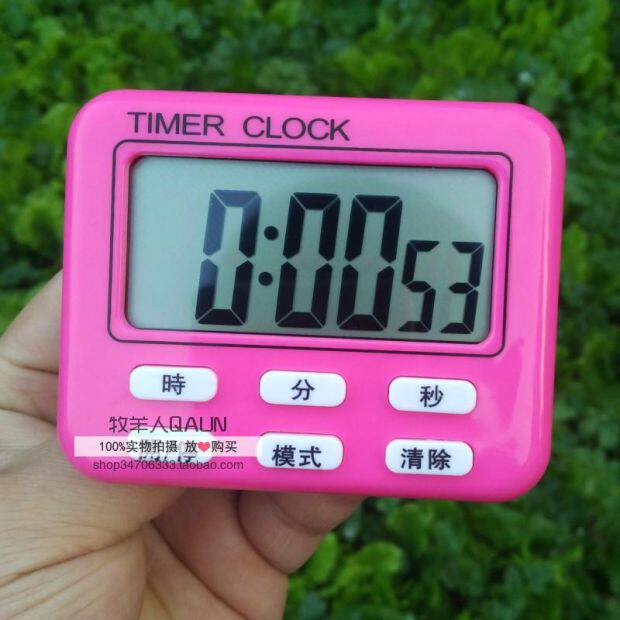 TIMER CLOCK
0:00 53
時 分 秒
牧羊人QAUN
100%实物拍摄 放❤购买
模式 清除
shop34706333.taobao.com